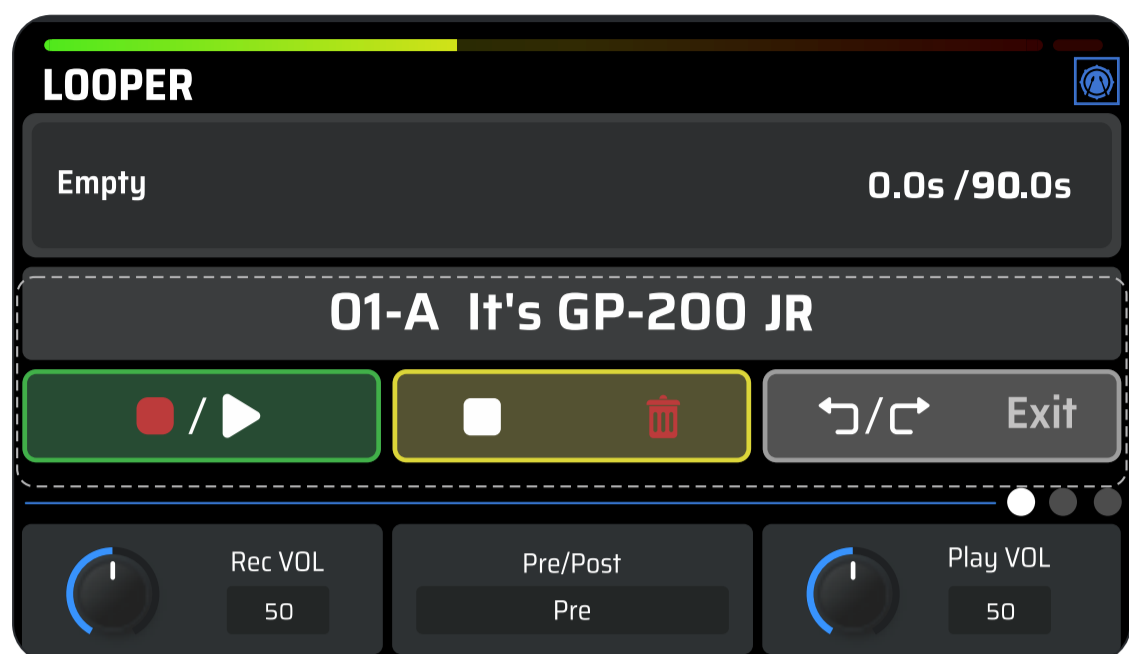 LOOPER
Empty
0.0s /90.0s
01-A It's GP-200 JR
/
/
Exit
Rec VOL
50
Pre/Post
Pre
Play VOL
50